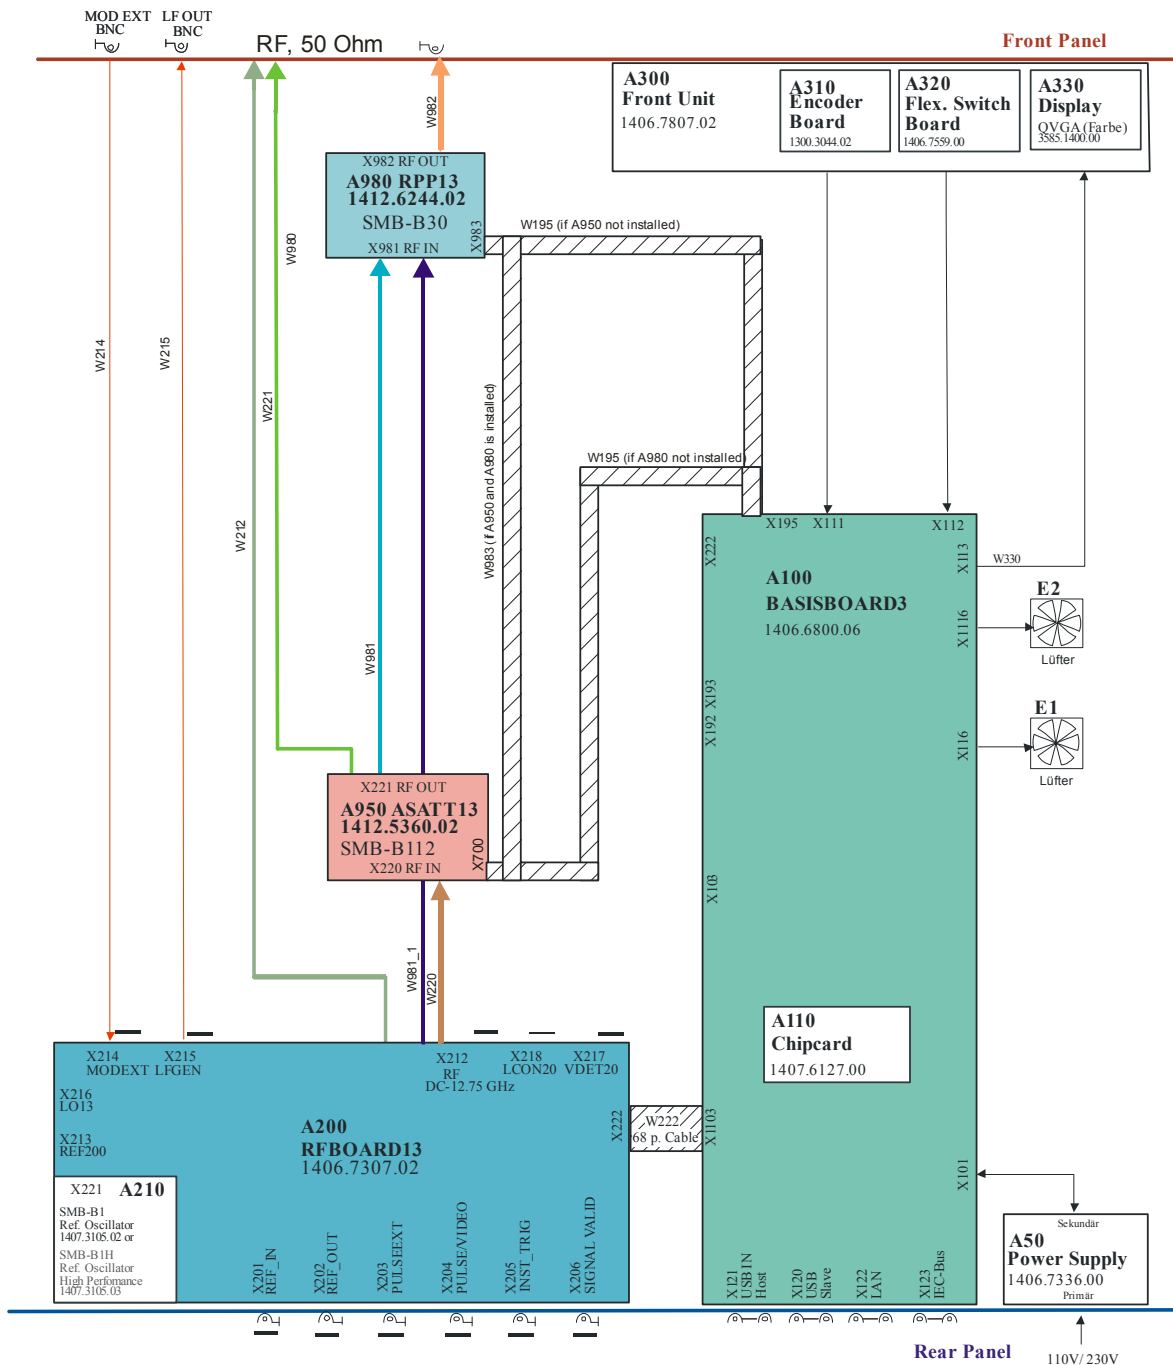 MOD EXT
BNC
LF OUT
BNC
RF, 50 Ohm
Front Panel
A300
Front Unit
1406.7807.02
A310
Encoder
Board
1300.3044.02
A320
Flex. Switch
Board
1406.7559.00
A330
Display
QVGA (Farbe)
3585.1400.00
W982
X982 RF OUT
A980 RPP13
1412.6244.02
SMB-B30
X983
X981 RF IN
W195 (if A950 not installed)
W980
W214
W215
W221
W212
W981
W983 (if A950 and A980 is installed)
W195 (if A980 not installed)
X195
X111
X112
X222
X113
W330
A100
BASISBOARD3
1406.6800.06
E2
X1116
Lüfter
X193
X192
E1
X116
Lüfter
X221 RF OUT
A950 ASATT13
1412.5360.02
SMB-B112
X700
X220 RF IN
X103
W981_1
W220
A110
Chipcard
1407.6127.00
X214
MODEXT
X215
LFGEN
X212
RF
DC-12.75 GHz
X218
LCON20
X217
VDET20
X216
LO13
X213
REF200
A200
RFBOARD13
1406.7307.02
X222
W222
68 p. Cable
X1103
X101
X221 A210
SMB-B1
Ref. Oscillator
1407.3105.02 or
SMB-B1H
Ref. Oscillator
High Perfomance
1407.3105.03
X201
REF_IN
X202
REF_OUT
X203
PULSEEXT
X204
PULSE/VIDEO
X205
INST_TRIG
X206
SIGNAL VALID
X121
USB IN
Host
X120
USB
Slave
X122
LAN
X123
IEC-Bus
Sekundär
A50
Power Supply
1406.7336.00
Primär
Rear Panel
110V/ 230V